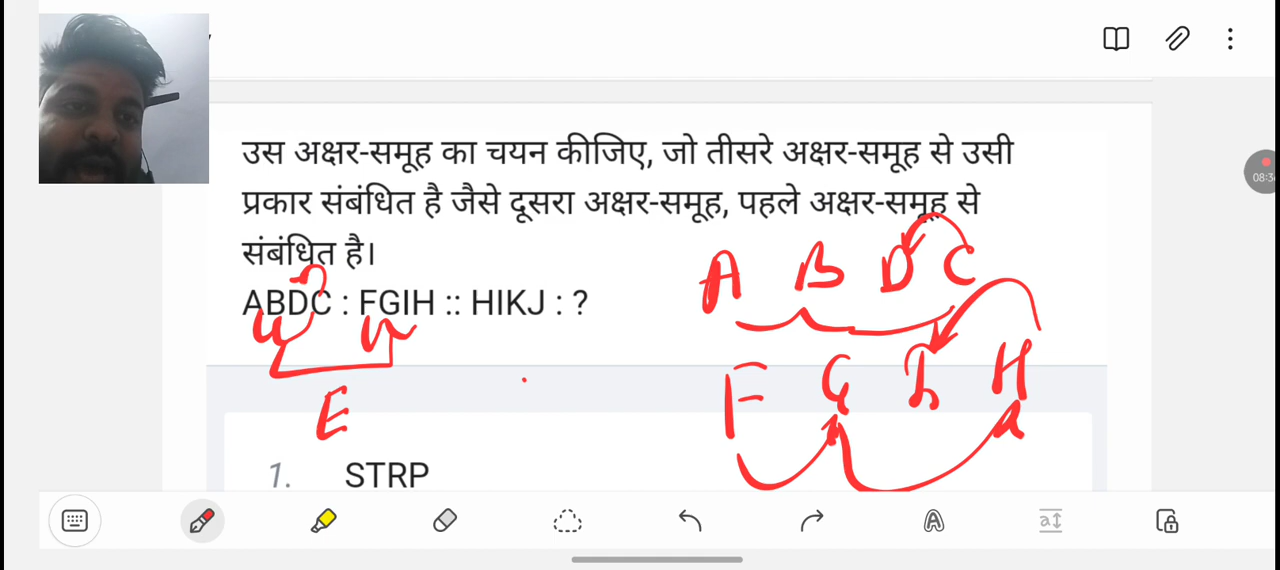 उस अक्षर-समूह का चयन कीजिए, जो तीसरे अक्षर-समूह से उसी
प्रकार संबंधित है जैसे दूसरा अक्षर-समूह, पहले अक्षर-समूह से
संबंधित है।
A B D C
ABDC : FGIH :: HIKJ : ?
F G I H
E
1. STRP